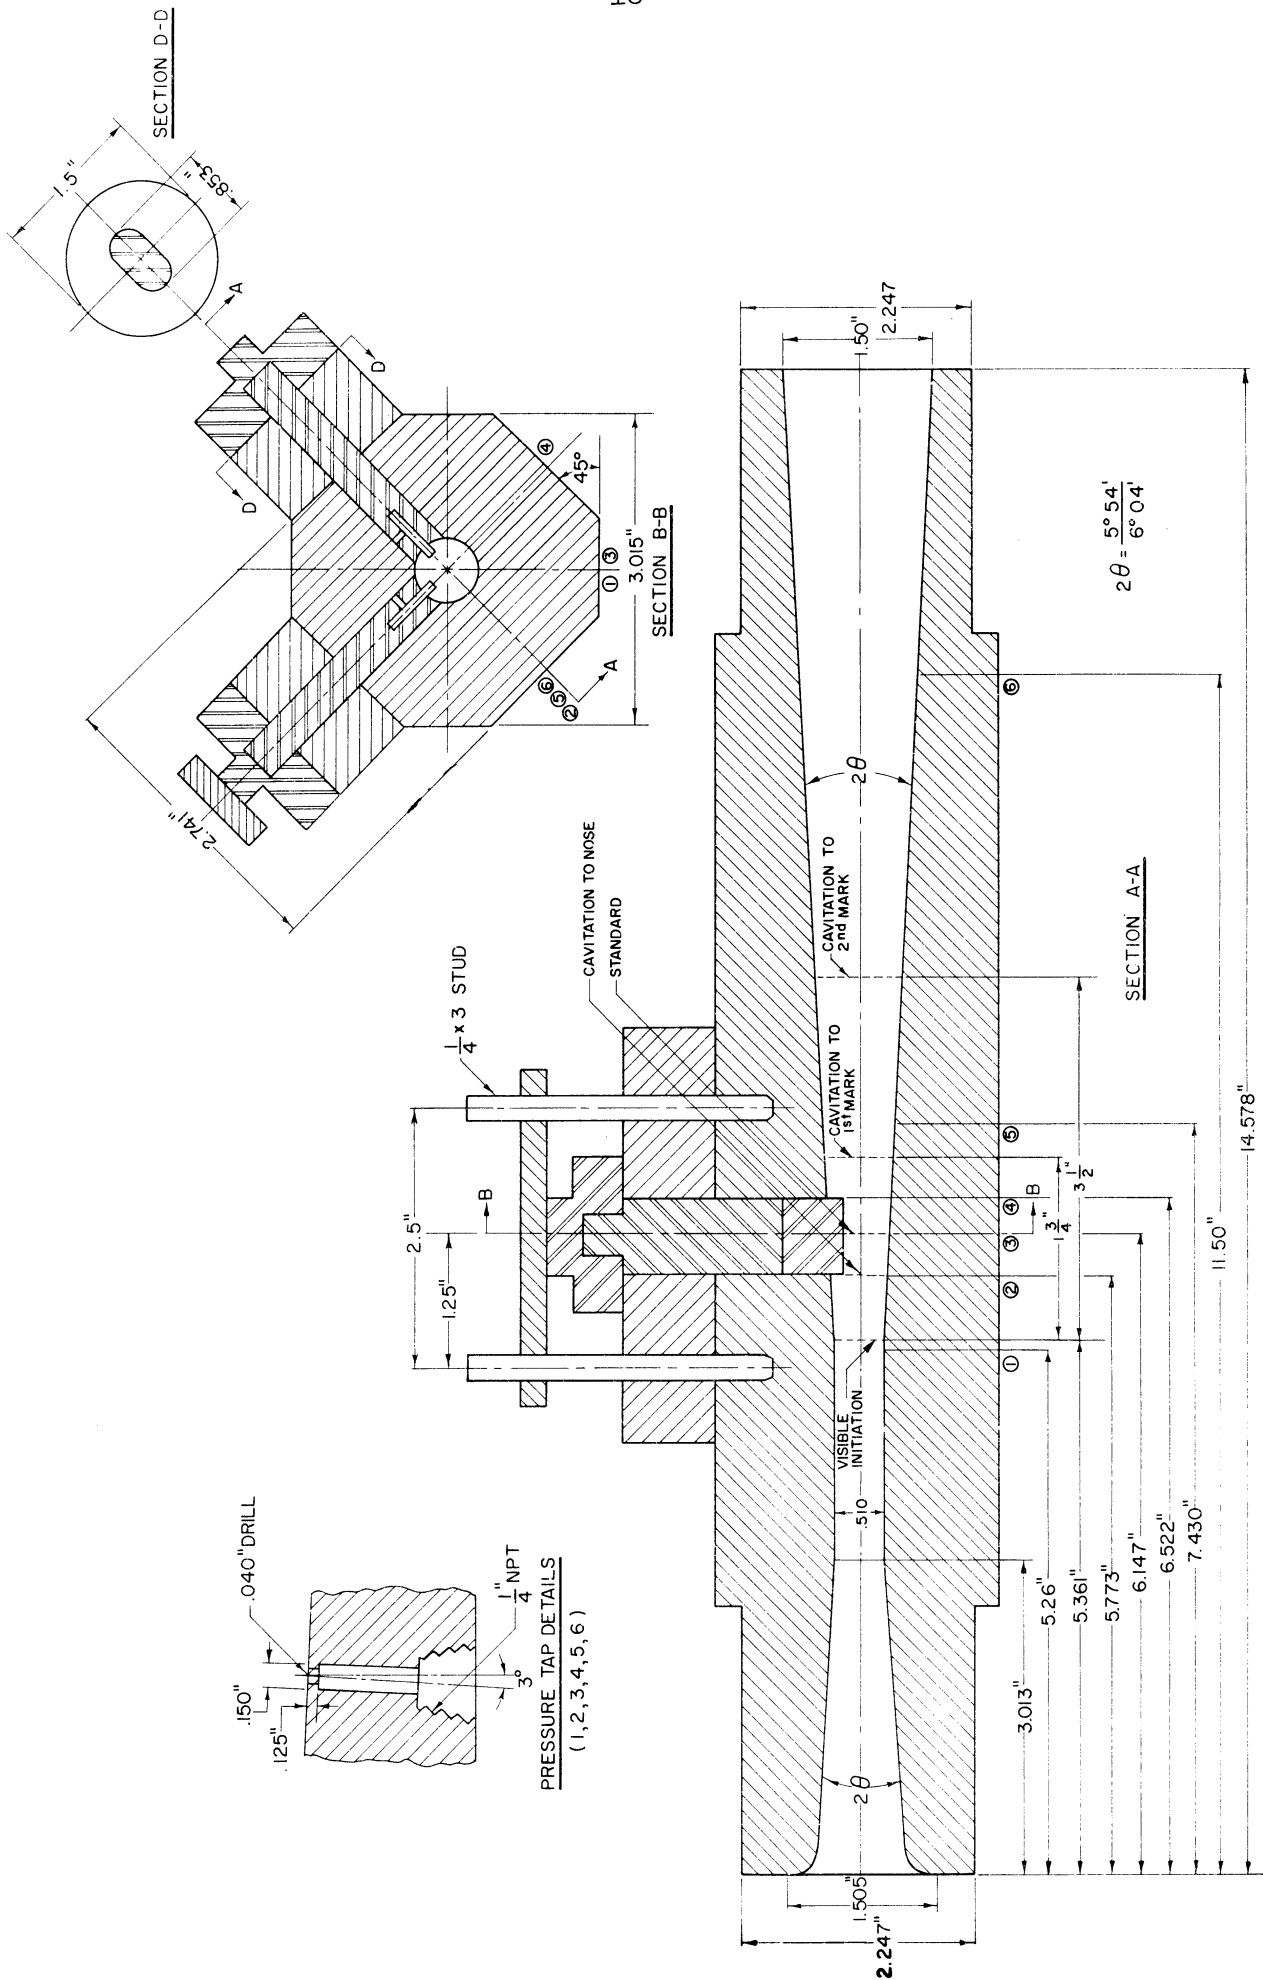 SECTION D-D
1.5"
.853"
A
D
D
④
45°
① ③
3.015"
SECTION B-B
⑥
⑤
②
A
2.741"
1/4 x 3 STUD
CAVITATION TO NOSE
STANDARD
2.5"
1.25"
B
B
.040" DRILL
.150"
.125"
1/4" NPT
3°
PRESSURE TAP DETAILS
(1,2,3,4,5,6)
VISIBLE
INITIATION
CAVITATION TO
1st MARK
CAVITATION TO
2nd MARK
2θ
2θ
.510
1.50"
2.247
1.505"
2.247"
①
②
③
④
⑤
⑥
1 3/4"
3 1/2"
3.013"
5.26"
5.361"
5.773"
6.147"
6.522"
7.430"
11.50"
14.578"
SECTION A-A
2θ = 5° 54'
6° 04'